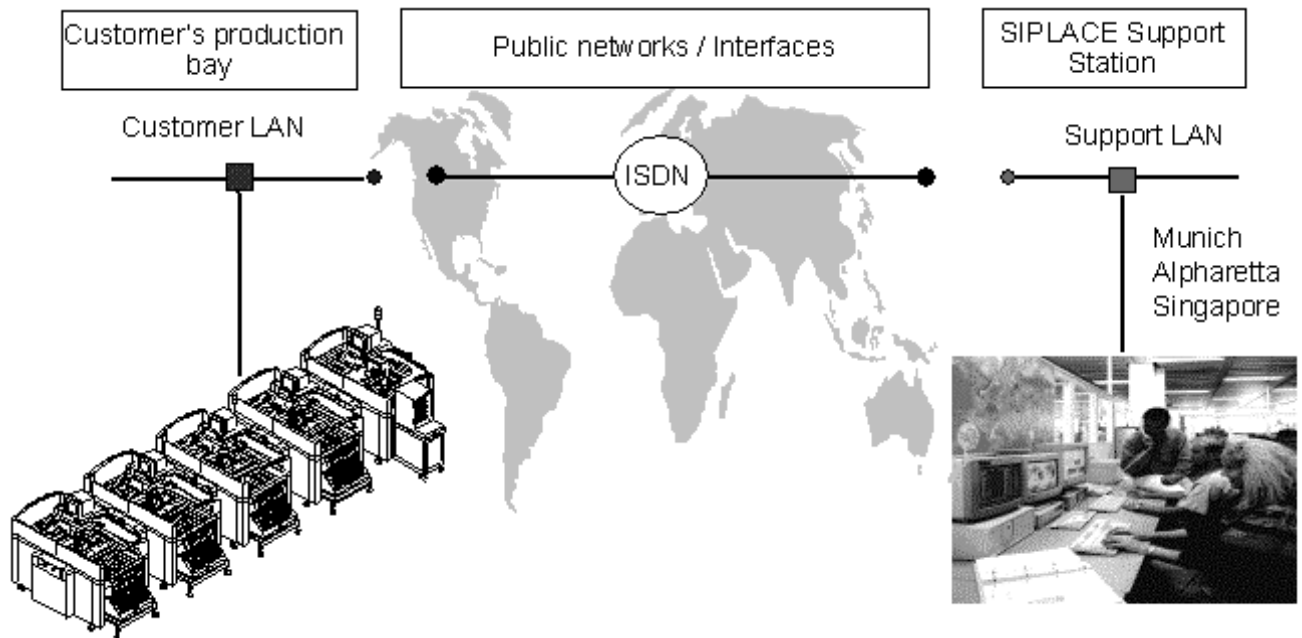 Customer's production
bay
Public networks / Interfaces
SIPLACE Support
Station
Customer LAN
ISDN
Support LAN
Munich
Alpharetta
Singapore